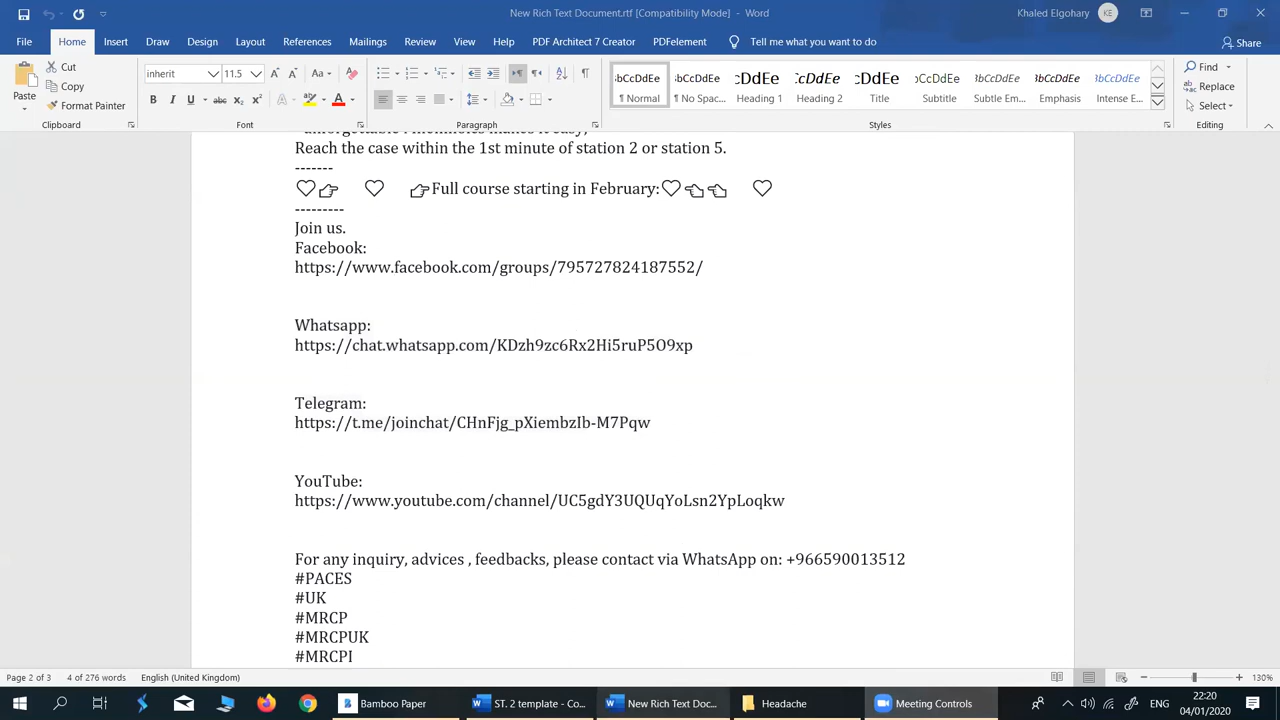 New Rich Text Document.rtf [Compatibility Mode] - Word
Khaled Elgohary KE
File Home Insert Draw Design Layout References Mailings Review View Help PDF Architect 7 Creator PDFelement Tell me what you want to do Share
Paste Cut Copy Format Painter
inherit 11.5
Normal No Spac... Heading 1 Heading 2 Title Subtitle Subtle Em... Emphasis Intense E...
Find Replace Select
Clipboard Font Paragraph Styles Editing
Reach the case within the 1st minute of station 2 or station 5.
-------
♡👉 ♡ 👉Full course starting in February:♡👈👈 ♡
---------
Join us.
Facebook:
https://www.facebook.com/groups/795727824187552/
Whatsapp:
https://chat.whatsapp.com/KDzh9zc6Rx2Hi5ruP5O9xp
Telegram:
https://t.me/joinchat/CHnFjg_pXiembzIb-M7Pqw
YouTube:
https://www.youtube.com/channel/UC5gdY3UQUqYoLsn2YpLoqkw
For any inquiry, advices , feedbacks, please contact via WhatsApp on: +966590013512
#PACES
#UK
#MRCP
#MRCPUK
#MRCPI
Page 2 of 3 4 of 276 words English (United Kingdom) 130%
Bamboo Paper ST. 2 template - Co... New Rich Text Doc... Headache Meeting Controls ENG 22:20
04/01/2020